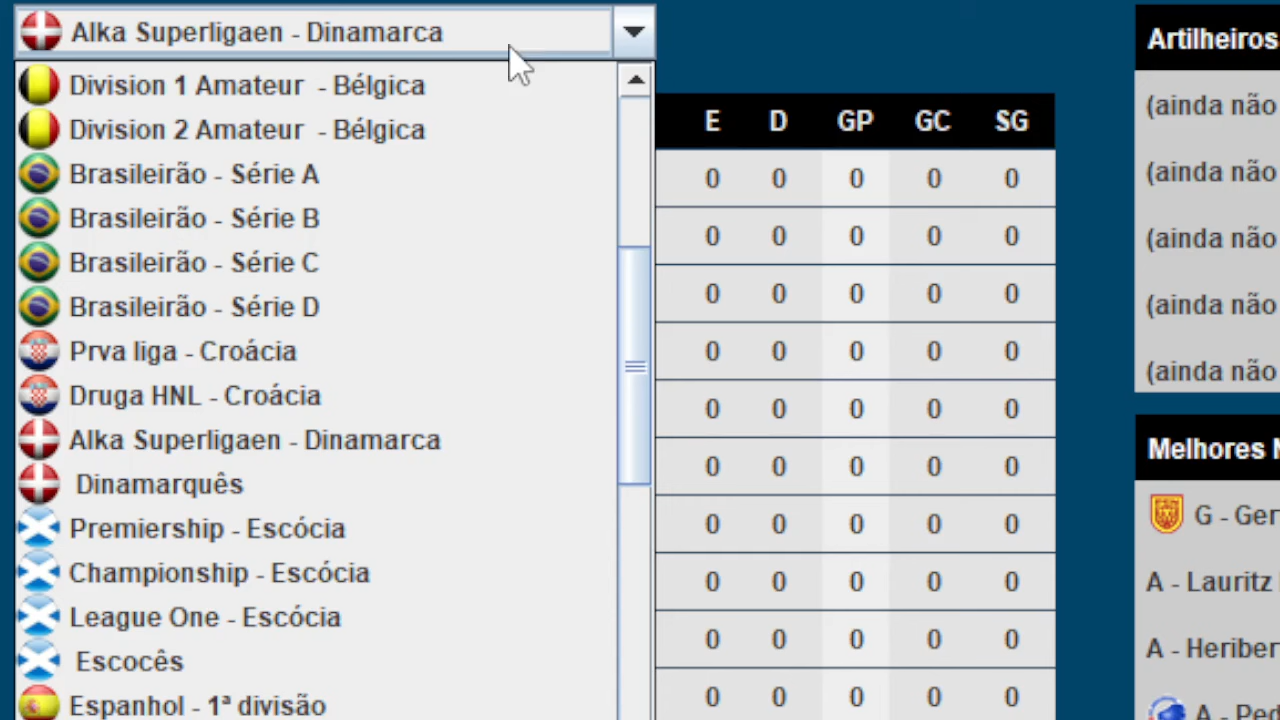 Alka Superligaen - Dinamarca
Division 1 Amateur - Bélgica
Division 2 Amateur - Bélgica
Brasileirão - Série A
Brasileirão - Série B
Brasileirão - Série C
Brasileirão - Série D
Prva liga - Croácia
Druga HNL - Croácia
Alka Superligaen - Dinamarca
Dinamarquês
Premiership - Escócia
Championship - Escócia
League One - Escócia
Escocês
Espanhol - 1ª divisão
E D GP GC SG
0 0 0 0 0
0 0 0 0 0
0 0 0 0 0
0 0 0 0 0
0 0 0 0 0
0 0 0 0 0
0 0 0 0 0
0 0 0 0 0
0 0 0 0 0
0 0 0 0 0
Artilheiros
(ainda não
(ainda não
(ainda não
(ainda não
(ainda não
Melhores
G - Ger
A - Lauritz
A - Heriber
A - Ped